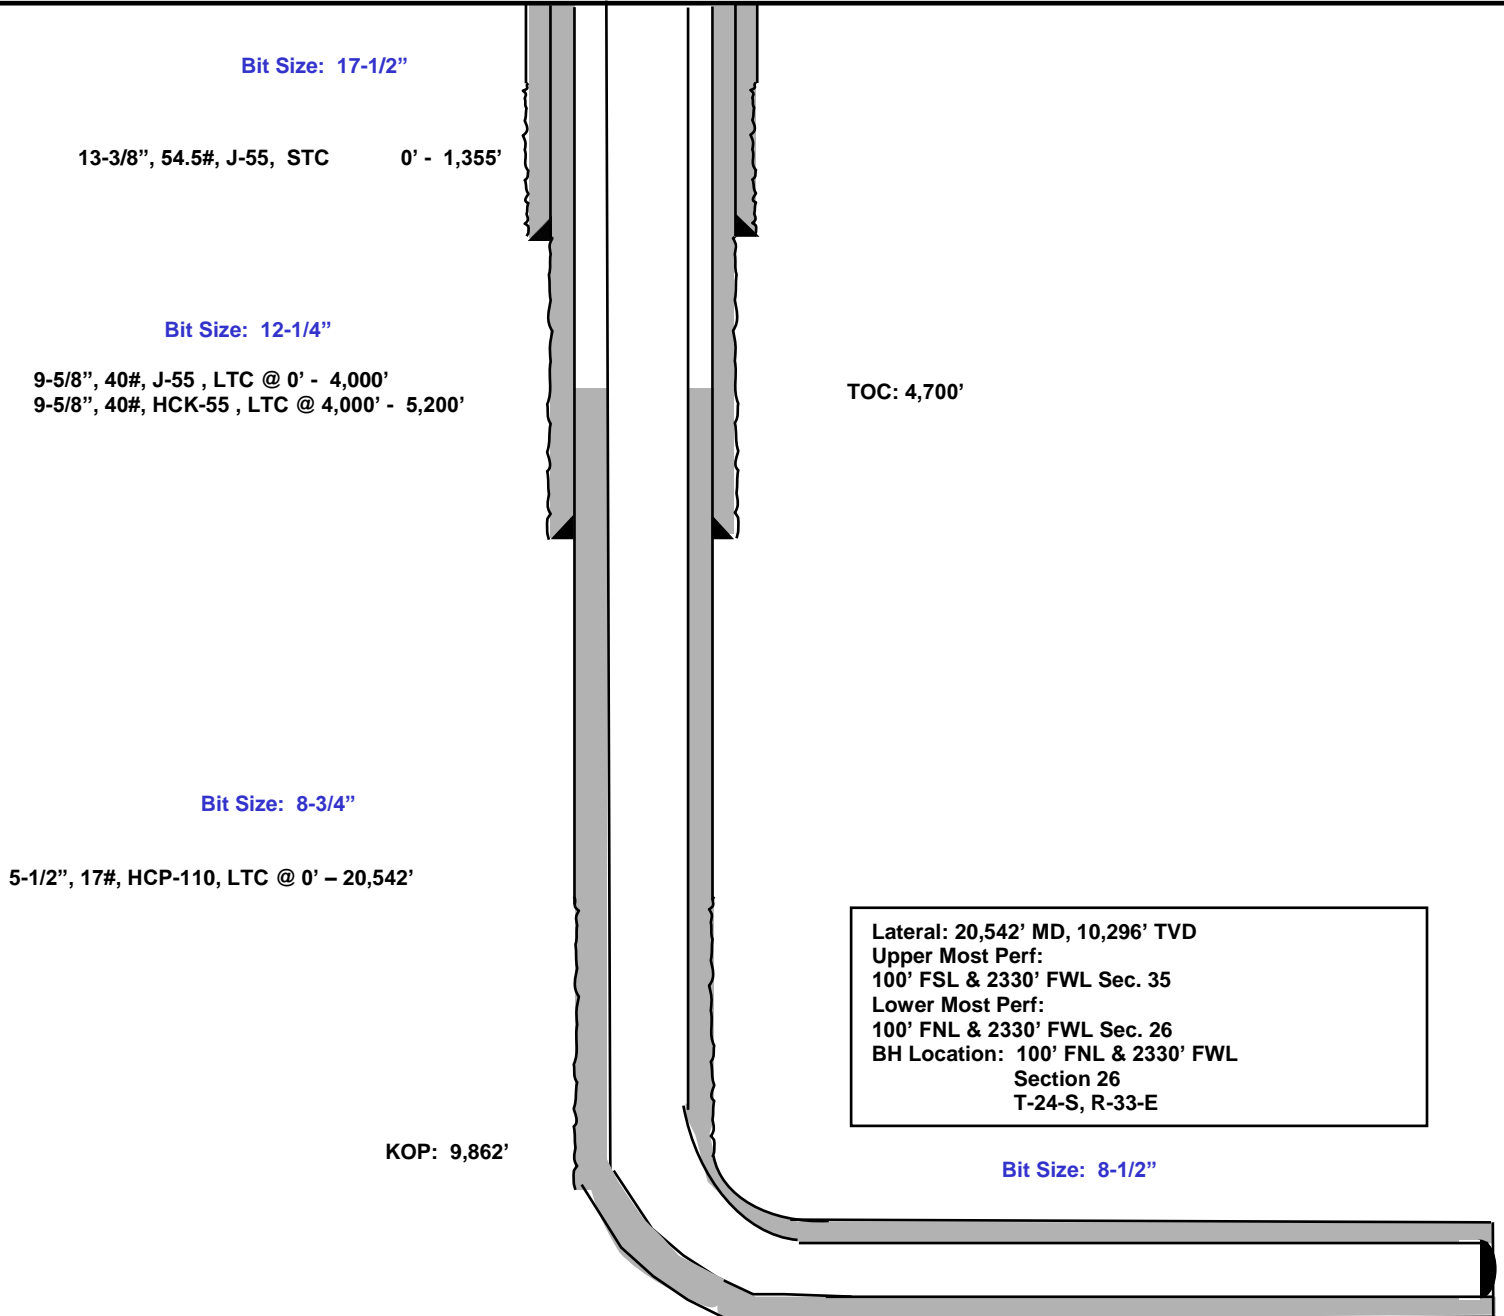 Bit Size: 17-1/2”
13-3/8”, 54.5#, J-55, STC 0’ - 1,355’
Bit Size: 12-1/4”
9-5/8”, 40#, J-55 , LTC @ 0’ - 4,000’
9-5/8”, 40#, HCK-55 , LTC @ 4,000’ - 5,200’
TOC: 4,700’
Bit Size: 8-3/4”
5-1/2”, 17#, HCP-110, LTC @ 0’ – 20,542’
Lateral: 20,542’ MD, 10,296’ TVD
Upper Most Perf:
100’ FSL & 2330’ FWL Sec. 35
Lower Most Perf:
100’ FNL & 2330’ FWL Sec. 26
BH Location: 100’ FNL & 2330’ FWL
Section 26
T-24-S, R-33-E
KOP: 9,862’
Bit Size: 8-1/2”